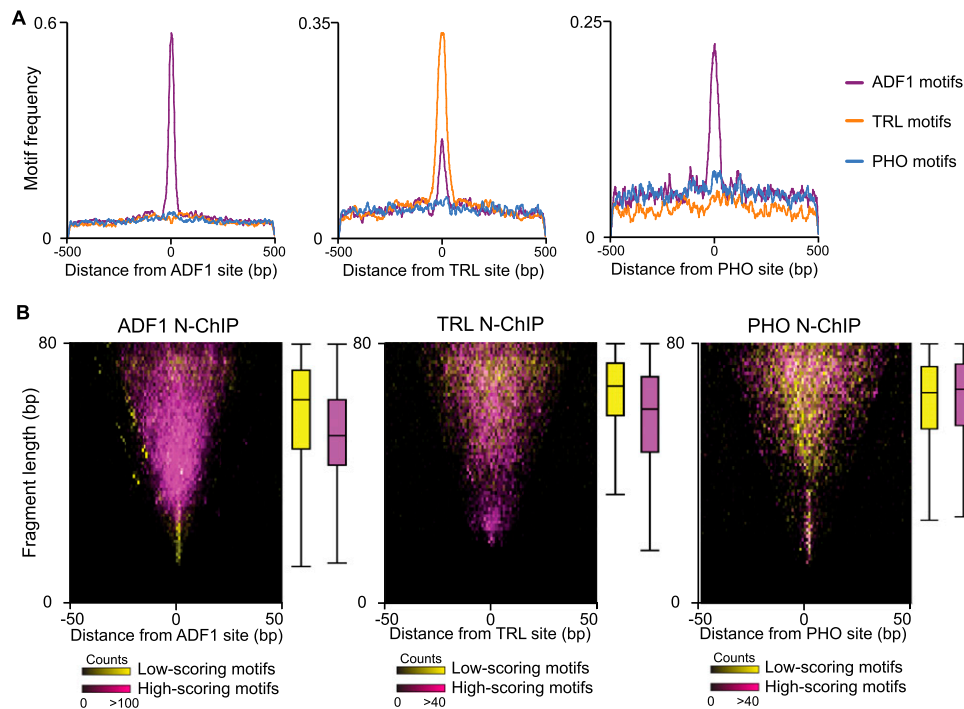 A
0.6
0.35
0.25
Motif frequency
ADF1 motifs
TRL motifs
PHO motifs
0
0
0
-500 0 500
-500 0 500
-500 0 500
Distance from ADF1 site (bp)
Distance from TRL site (bp)
Distance from PHO site (bp)
B
ADF1 N-ChIP
TRL N-ChIP
PHO N-ChIP
80
80
80
Fragment length (bp)
0
0
0
-50 0 50
-50 0 50
-50 0 50
Distance from ADF1 site (bp)
Distance from TRL site (bp)
Distance from PHO site (bp)
Counts
Low-scoring motifs
High-scoring motifs
0 >100
Counts
Low-scoring motifs
High-scoring motifs
0 >40
Counts
Low-scoring motifs
High-scoring motifs
0 >40